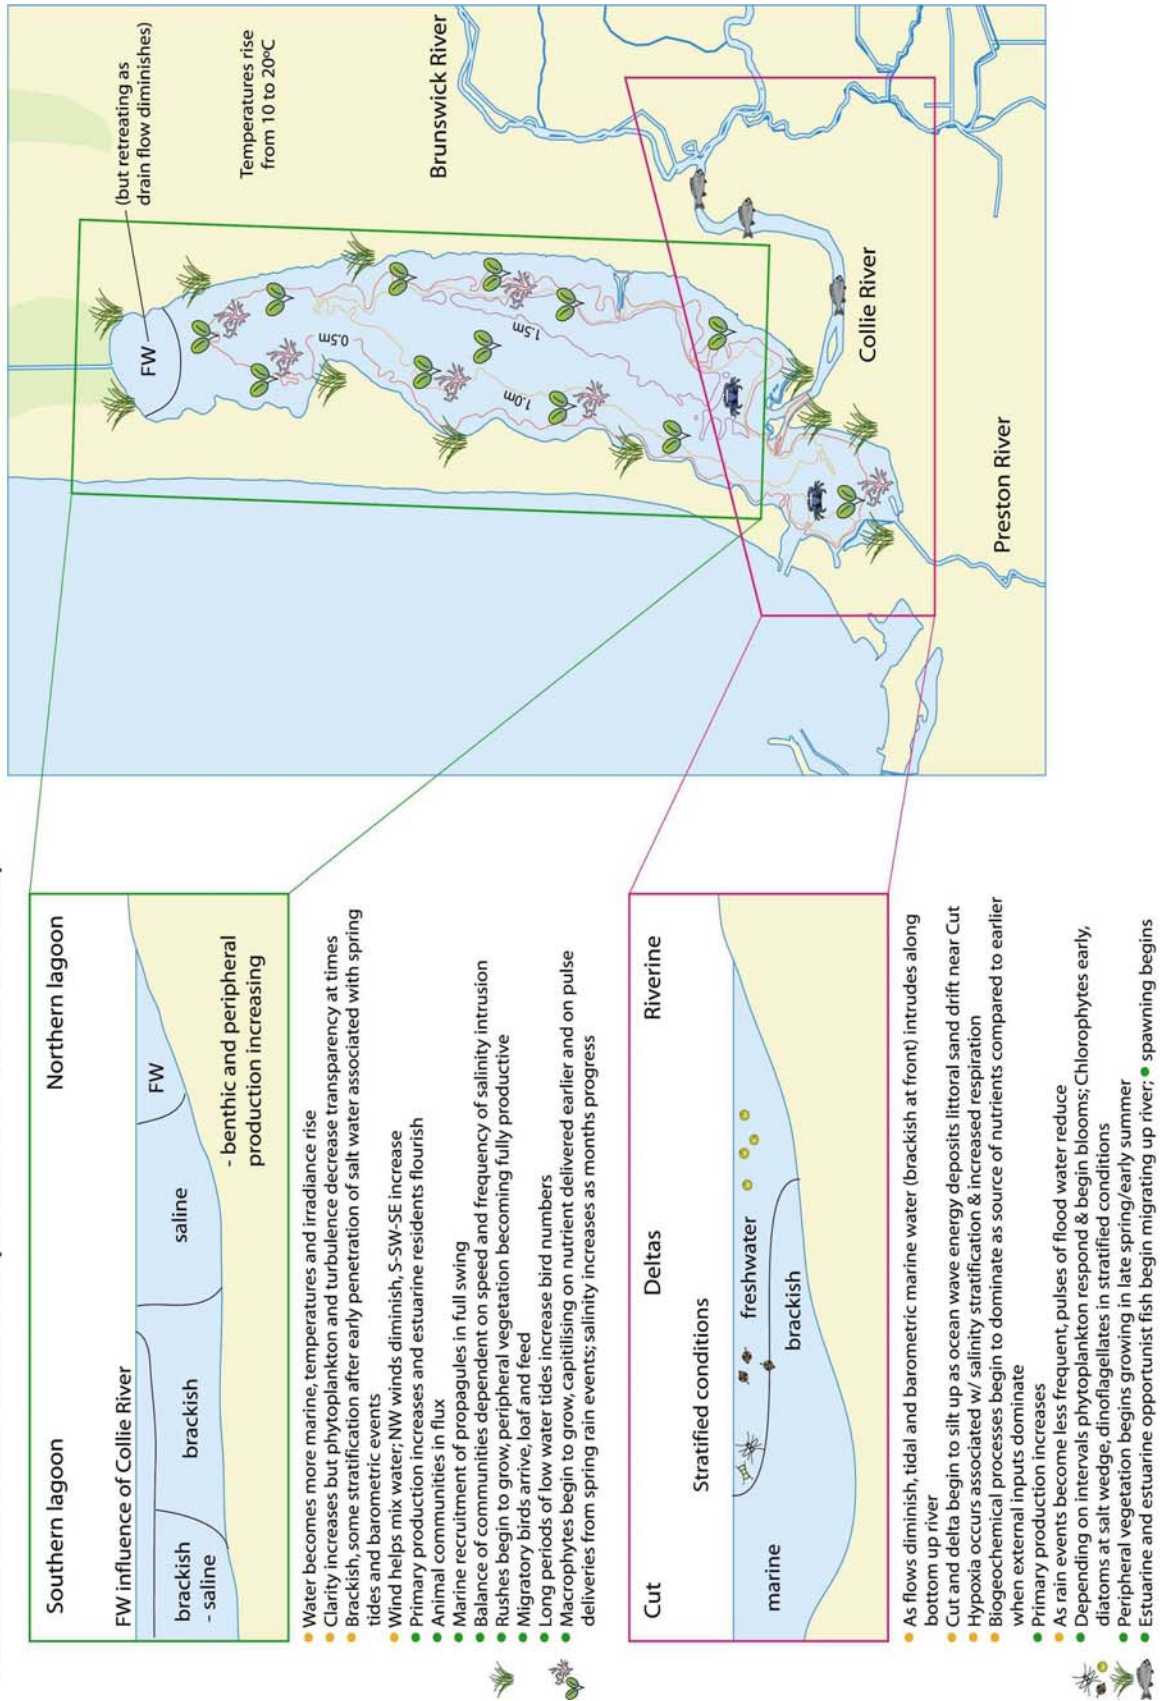 Southern lagoon
Northern lagoon
FW influence of Collie River
brackish
- saline
brackish
saline
FW
- benthic and peripheral
production increasing
Water becomes more marine, temperatures and irradiance rise
Clarity increases but phytoplankton and turbulence decrease transparency at times
Brackish, some stratification after early penetration of salt water associated with spring
tides and barometric events
Wind helps mix water; NW winds diminish, S-SW-SE increase
Primary production increases and estuarine residents flourish
Animal communities in flux
Marine recruitment of propagules in full swing
Balance of communities dependent on speed and frequency of salinity intrusion
Rushes begin to grow, peripheral vegetation becoming fully productive
Migratory birds arrive, loaf and feed
Long periods of low water tides increase bird numbers
Macrophytes begin to grow, capitilising on nutrient delivered earlier and on pulse
deliveries from spring rain events; salinity increases as months progress
Cut
Deltas
Riverine
Stratified conditions
marine
freshwater
brackish
As flows diminish, tidal and barometric marine water (brackish at front) intrudes along
bottom up river
Cut and delta begin to silt up as ocean wave energy deposits littoral sand drift near Cut
Hypoxia occurs associated w/ salinity stratification & increased respiration
Biogeochemical processes begin to dominate as source of nutrients compared to earlier
when external inputs dominate
Primary production increases
As rain events become less frequent, pulses of flood water reduce
Depending on intervals phytoplankton respond & begin blooms; Chlorophytes early,
diatoms at salt wedge, dinoflagellates in stratified conditions
Peripheral vegetation begins growing in late spring/early summer
Estuarine and estuarine opportunist fish begin migrating up river; spawning begins
FW
(but retreating as
drain flow diminishes)
Temperatures rise
from 10 to 20ºC
Brunswick River
0.5m
1.0m
1.5m
Collie River
Preston River